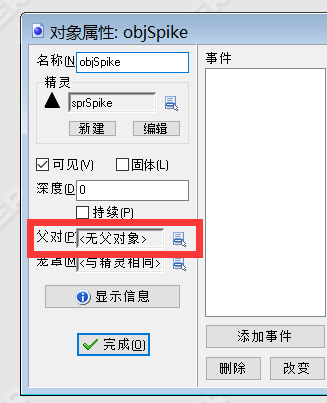 对象属性: objSpike
名称(N objSpike
精灵
sprSpike
新建 编辑
可见(V) 固体(L)
深度(D 0
持续(P)
父对(P <无父对象>
<与精灵相同>
显示信息
完成(O)
事件
添加事件
删除 改变